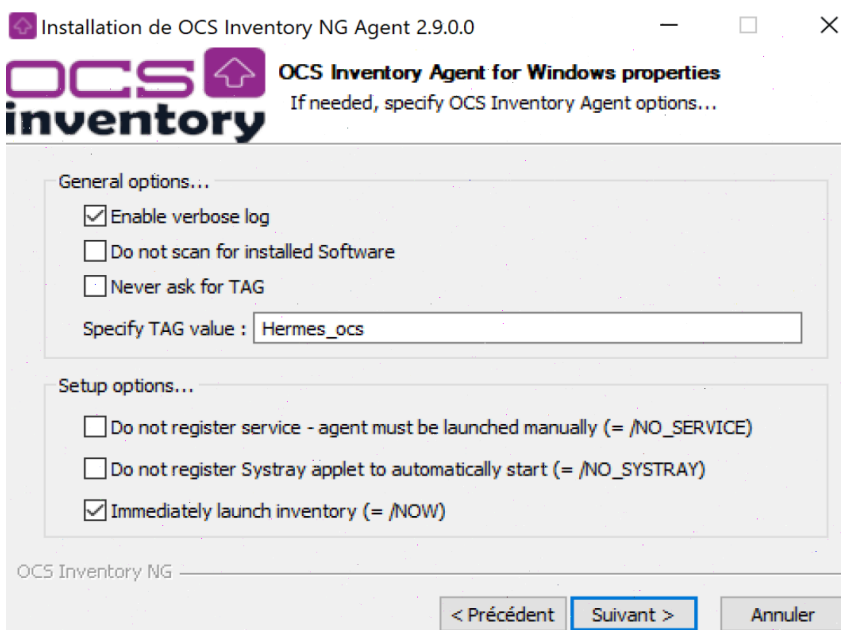 Installation de OCS Inventory NG Agent 2.9.0.0
OCS
inventory
OCS Inventory Agent for Windows properties
If needed, specify OCS Inventory Agent options...
General options...
Enable verbose log
Do not scan for installed Software
Never ask for TAG
Specify TAG value : Hermes_ocs
Setup options...
Do not register service - agent must be launched manually (= /NO_SERVICE)
Do not register Systray applet to automatically start (= /NO_SYSTRAY)
Immediately launch inventory (= /NOW)
OCS Inventory NG
< Précédent Suivant > Annuler